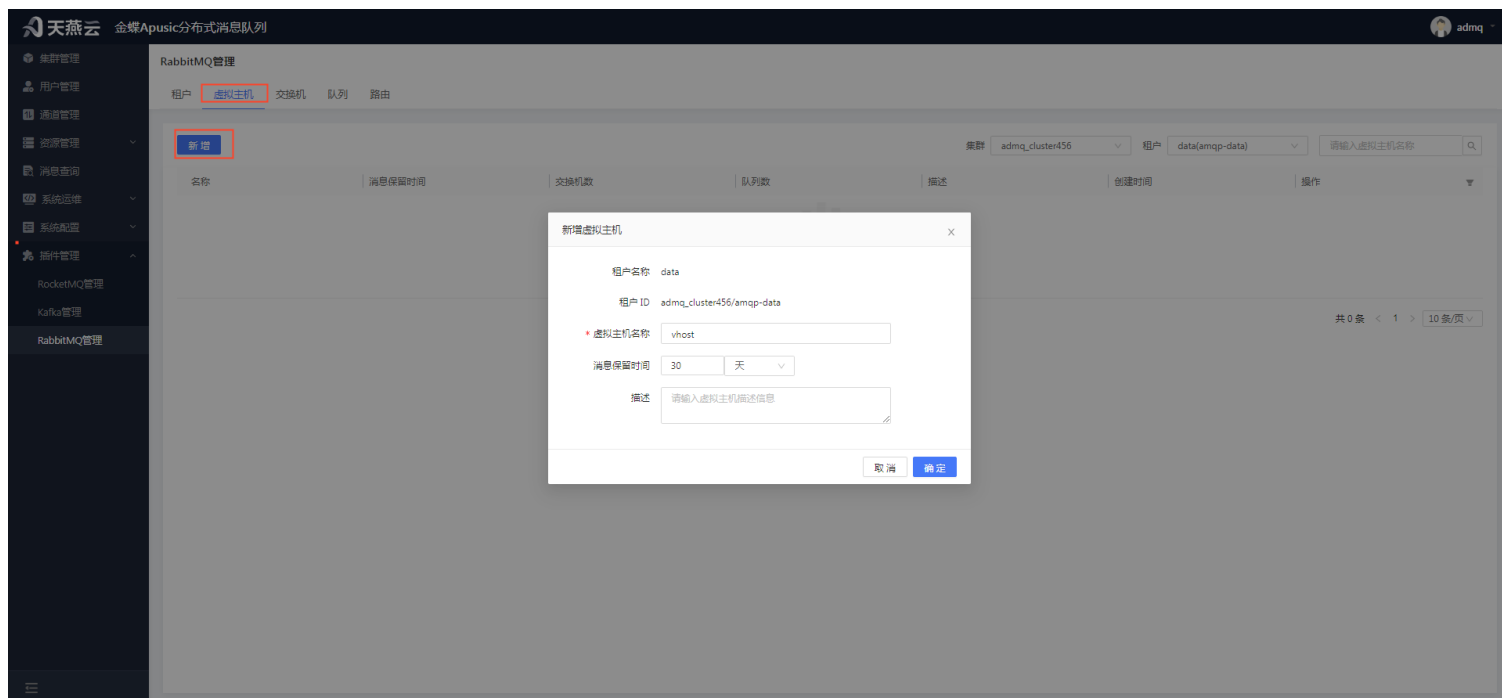 天燕云 金蝶Apusic分布式消息队列
admq
集群管理
用户管理
通道管理
资源管理
消息查询
系统运维
系统配置
插件管理
RocketMQ管理
Kafka管理
RabbitMQ管理
RabbitMQ管理
租户 虚拟主机 交换机 队列 路由
新增 集群 admq_cluster456 租户 data(amqp-data) 请输入虚拟主机名称
名称 消息保留时间 交换机数 队列数 描述 创建时间 操作
共 0 条 < 1 > 10 条/页
新增虚拟主机 x
租户名称 data
租户 ID admq_cluster456/amqp-data
* 虚拟主机名称 vhost
消息保留时间 30 天
描述 请输入虚拟主机描述信息
取消 确定